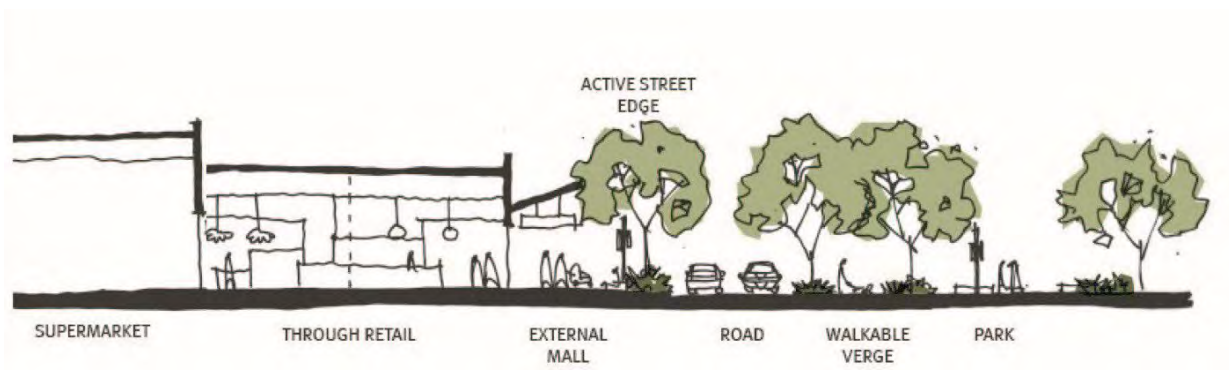 ACTIVE STREET
EDGE
SUPERMARKET
THROUGH RETAIL
EXTERNAL
MALL
ROAD
WALKABLE
VERGE
PARK